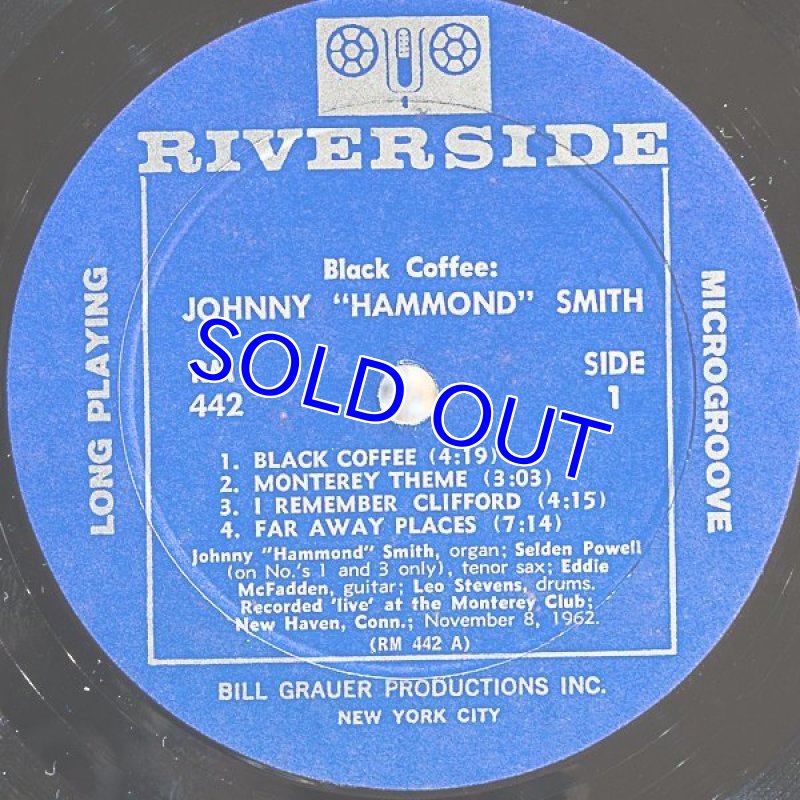 RIVERSIDE
LONG PLAYING
MICROGROOVE
Black Coffee:
JOHNNY "HAMMOND" SMITH
SIDE
442
1
SOLD OUT
1. BLACK COFFEE (4:19)
2. MONTEREY THEME (3:03)
3. I REMEMBER CLIFFORD (4:15)
4. FAR AWAY PLACES (7:14)
Johnny "Hammond" Smith, organ; Selden Powell
(on No.'s 1 and 3 only), tenor sax; Eddie
McFadden, guitar; Leo Stevens, drums.
Recorded 'live' at the Monterey Club;
New Haven, Conn.; November 8, 1962.
(RM 442 A)
BILL GRAUER PRODUCTIONS INC.
NEW YORK CITY